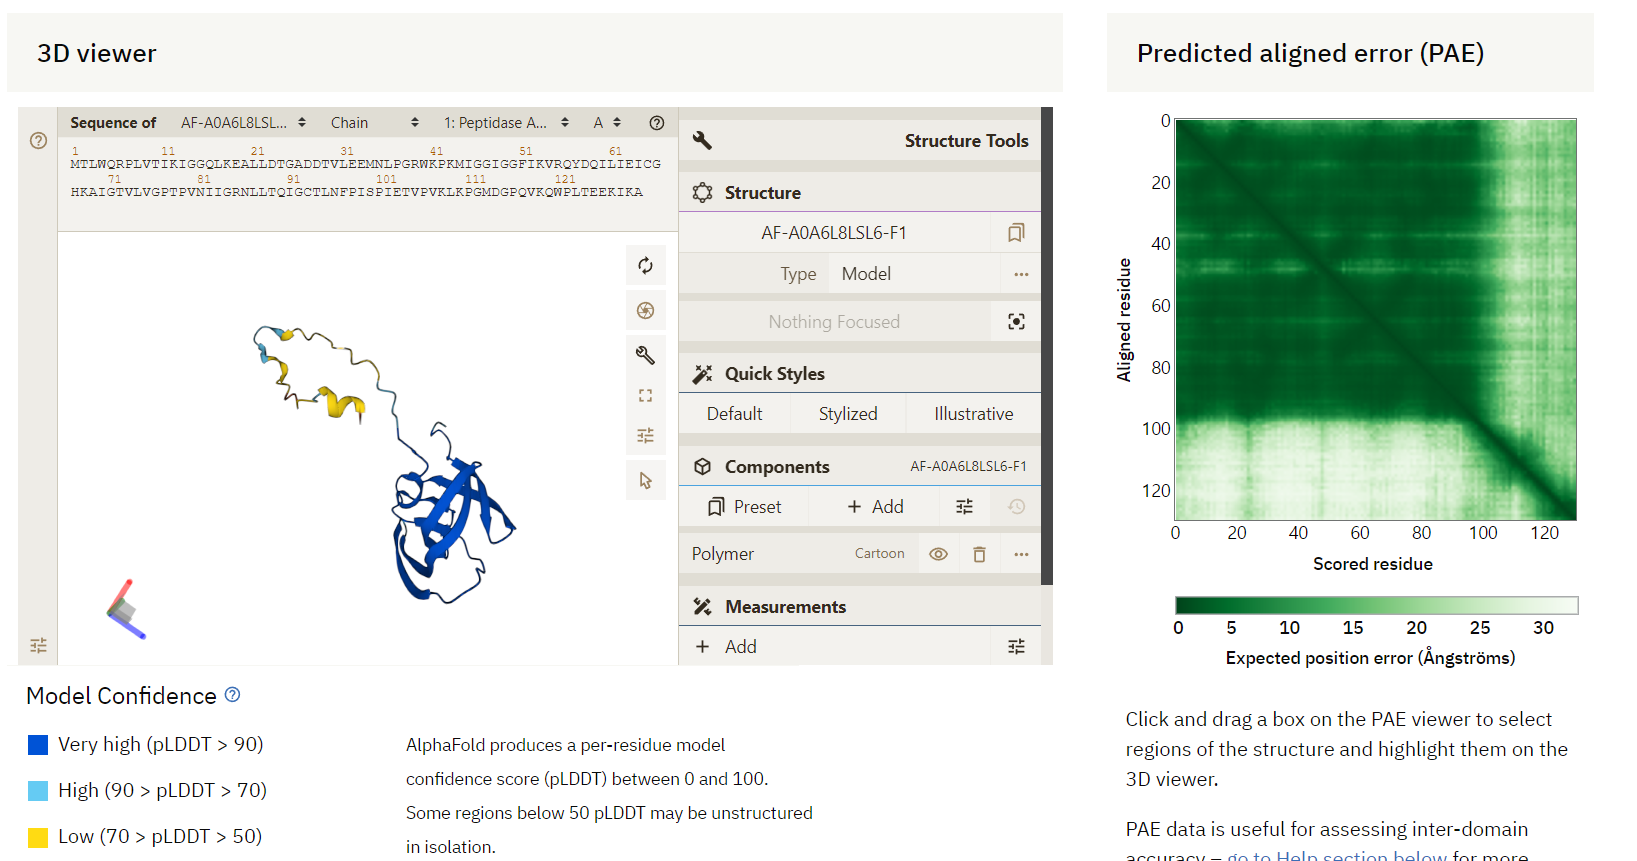 3D viewer
Sequence of AF-A0A6L8LSL... Chain 1: Peptidase A... A
1 11 21 31 41 51 61
MTLWQRPLVTIKIGGQLKEALLDTGADDTVLEEMNLPGRWKPKMIGGIGGFIKVRQYDQILIEICG
71 81 91 101 111 121
HKAIGTVLVGPTPVNIIGRNLLTQIGCTLNFPISPIETVPVKLKPGMDGPQVKQWPLTEEKIKA
Structure Tools
Structure
AF-A0A6L8LSL6-F1
Type Model
Nothing Focused
Quick Styles
Default Stylized Illustrative
Components AF-A0A6L8LSL6-F1
Preset + Add
Polymer Cartoon
Measurements
+ Add
Model Confidence
Very high (pLDDT > 90)
High (90 > pLDDT > 70)
Low (70 > pLDDT > 50)
AlphaFold produces a per-residue model
confidence score (pLDDT) between 0 and 100.
Some regions below 50 pLDDT may be unstructured
in isolation.
Predicted aligned error (PAE)
0
20
40
60
80
100
120
Aligned residue
0 20 40 60 80 100 120
Scored residue
0 5 10 15 20 25 30
Expected position error (Ångströms)
Click and drag a box on the PAE viewer to select
regions of the structure and highlight them on the
3D viewer.
PAE data is useful for assessing inter-domain
accuracy – go to Help section below for more